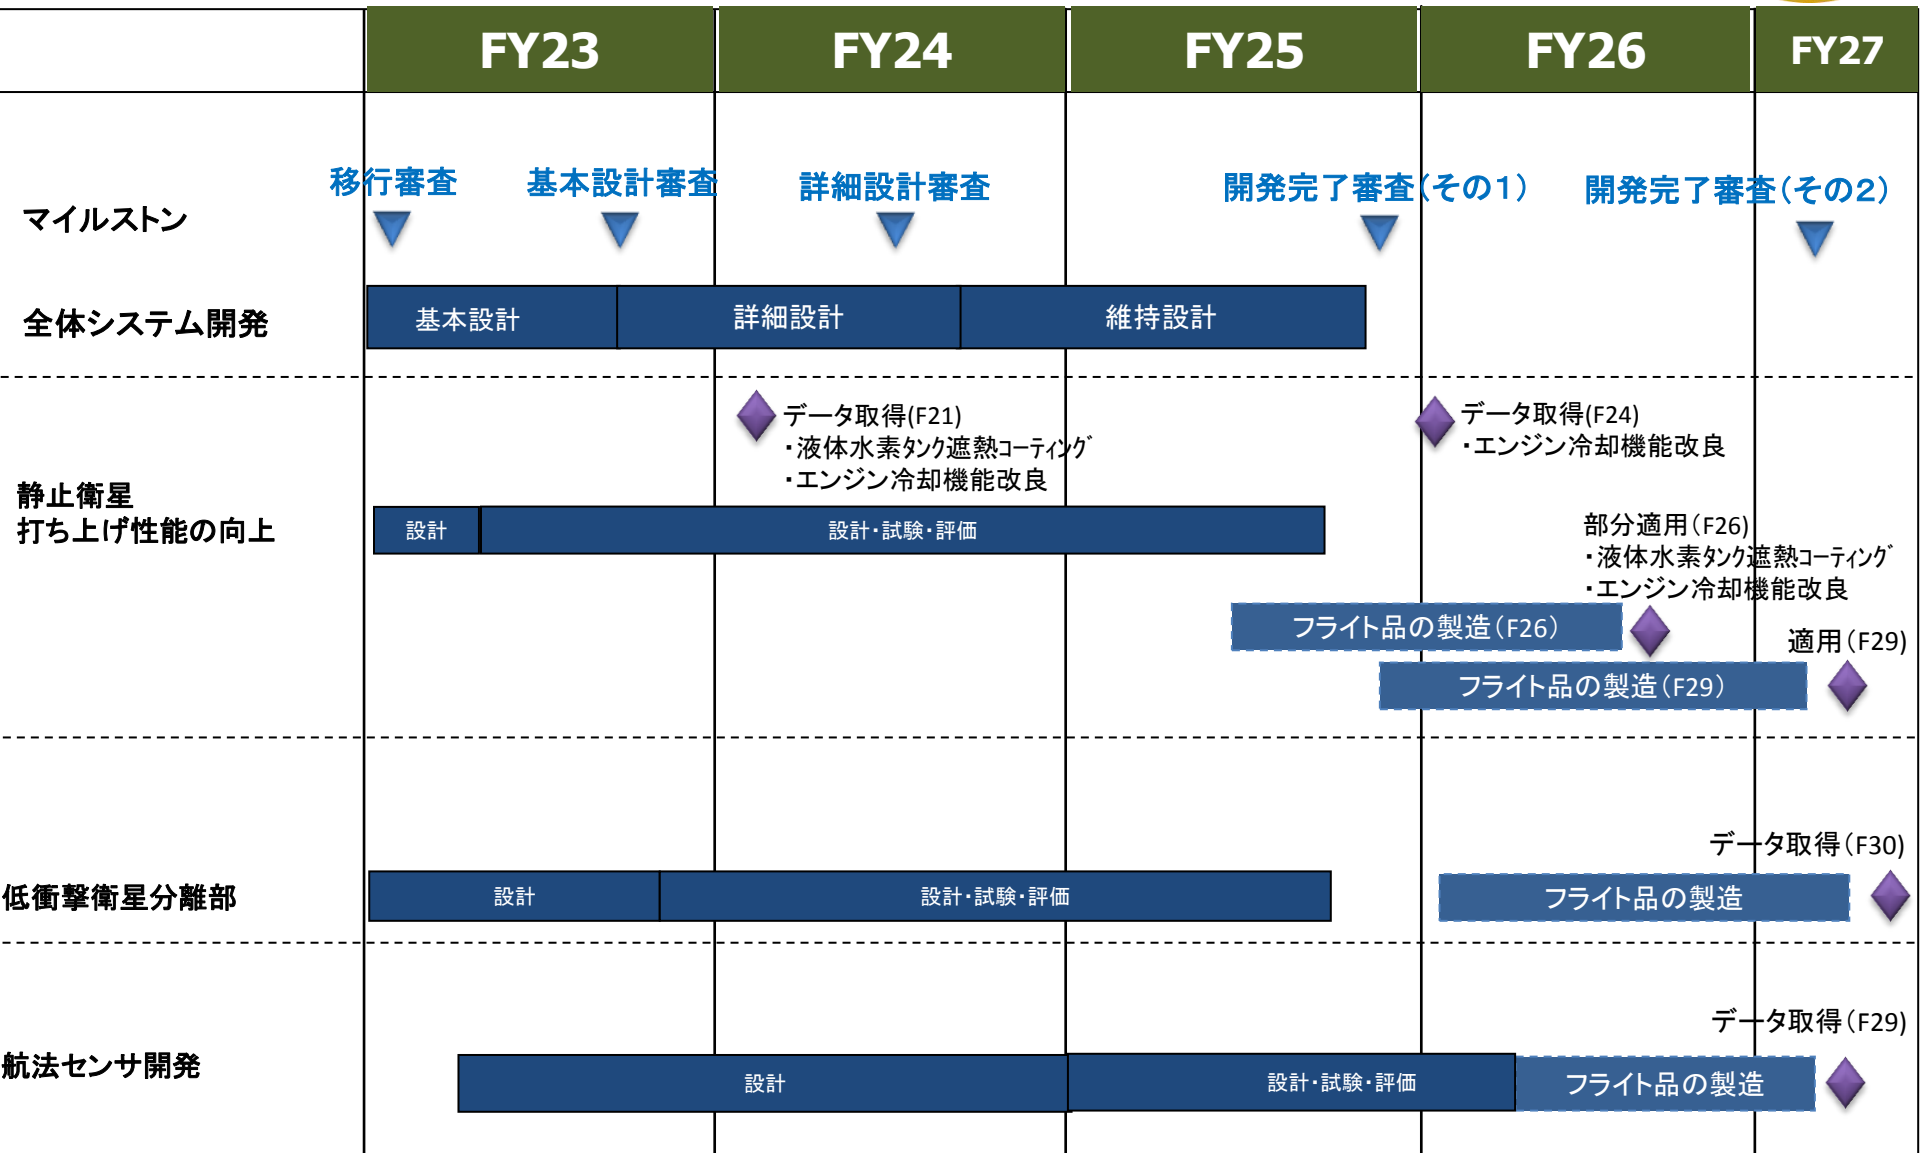 FY23 FY24 FY25 FY26 FY27
移行審査 基本設計審査 詳細設計審査 開発完了審査(その1) 開発完了審査(その2)
マイルストン
全体システム開発
基本設計 詳細設計 維持設計
データ取得(F21)
・液体水素タンク遮熱コーティング
・エンジン冷却機能改良
データ取得(F24)
・エンジン冷却機能改良
静止衛星
打ち上げ性能の向上
設計 設計・試験・評価
部分適用(F26)
・液体水素タンク遮熱コーティング
・エンジン冷却機能改良
フライト品の製造(F26)
適用(F29)
フライト品の製造(F29)
データ取得(F30)
低衝撃衛星分離部
設計 設計・試験・評価 フライト品の製造
データ取得(F29)
航法センサ開発
設計 設計・試験・評価 フライト品の製造